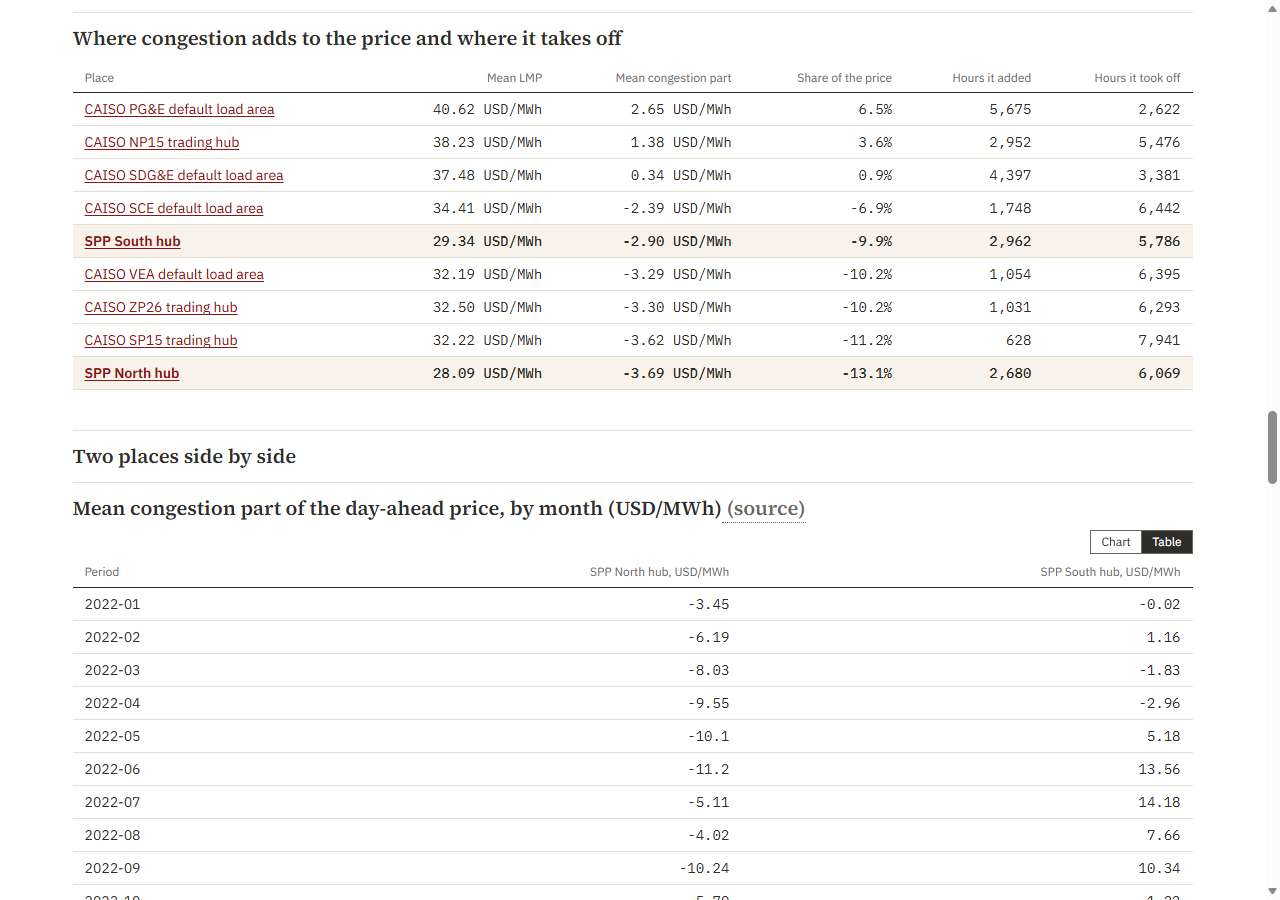 Where congestion adds to the price and where it takes off
Place Mean LMP Mean congestion part Share of the price Hours it added Hours it took off
CAISO PG&E default load area 40.62 USD/MWh 2.65 USD/MWh 6.5% 5,675 2,622
CAISO NP15 trading hub 38.23 USD/MWh 1.38 USD/MWh 3.6% 2,952 5,476
CAISO SDG&E default load area 37.48 USD/MWh 0.34 USD/MWh 0.9% 4,397 3,381
CAISO SCE default load area 34.41 USD/MWh -2.39 USD/MWh -6.9% 1,748 6,442
SPP South hub 29.34 USD/MWh -2.90 USD/MWh -9.9% 2,962 5,786
CAISO VEA default load area 32.19 USD/MWh -3.29 USD/MWh -10.2% 1,054 6,395
CAISO ZP26 trading hub 32.50 USD/MWh -3.30 USD/MWh -10.2% 1,031 6,293
CAISO SP15 trading hub 32.22 USD/MWh -3.62 USD/MWh -11.2% 628 7,941
SPP North hub 28.09 USD/MWh -3.69 USD/MWh -13.1% 2,680 6,069
Two places side by side
Mean congestion part of the day-ahead price, by month (USD/MWh) (source)
Chart Table
Period SPP North hub, USD/MWh SPP South hub, USD/MWh
2022-01 -3.45 -0.02
2022-02 -6.19 1.16
2022-03 -8.03 -1.83
2022-04 -9.55 -2.96
2022-05 -10.1 5.18
2022-06 -11.2 13.56
2022-07 -5.11 14.18
2022-08 -4.02 7.66
2022-09 -10.24 10.34